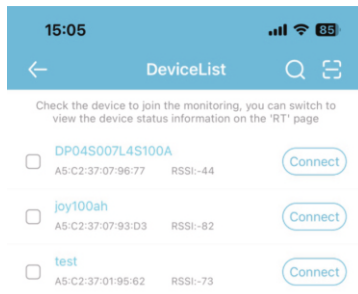 15:05
85
DeviceList
Check the device to join the monitoring, you can switch to
view the device status information on the 'RT' page
DP04S007L4S100A
A5:C2:37:07:96:77 RSSI:-44
Connect
joy100ah
A5:C2:37:07:93:D3 RSSI:-82
Connect
test
A5:C2:37:01:95:62 RSSI:-73
Connect